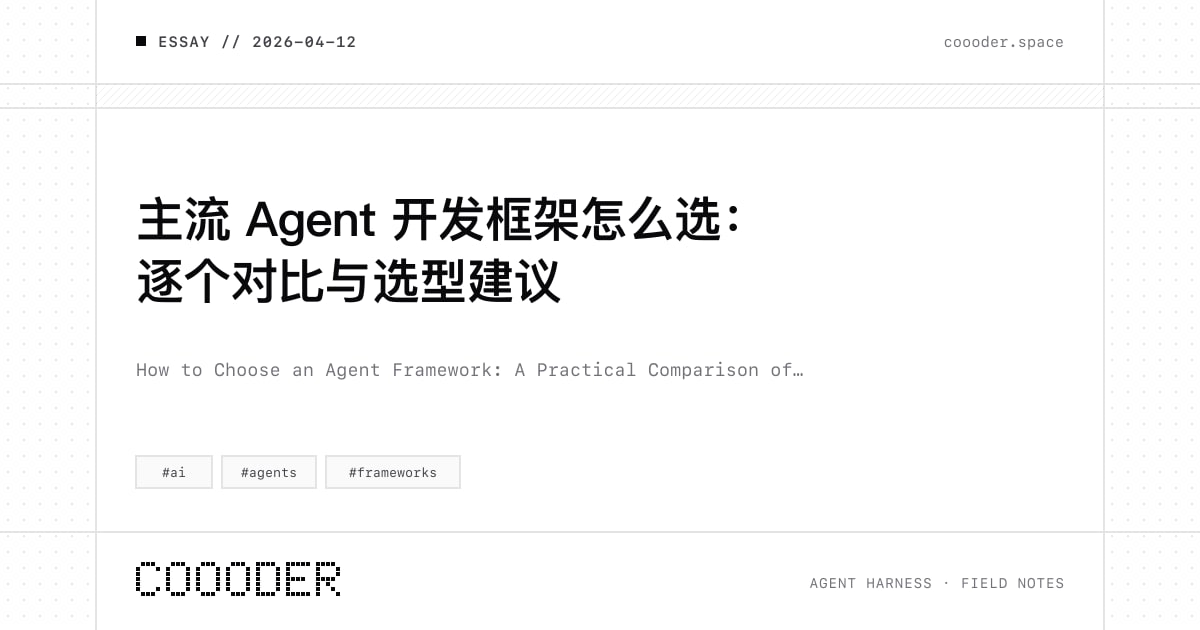 ESSAY // 2026-04-12
coooder.space
主流 Agent 开发框架怎么选：
逐个对比与选型建议
How to Choose an Agent Framework: A Practical Comparison of…
#ai
#agents
#frameworks
COOODER
AGENT HARNESS · FIELD NOTES